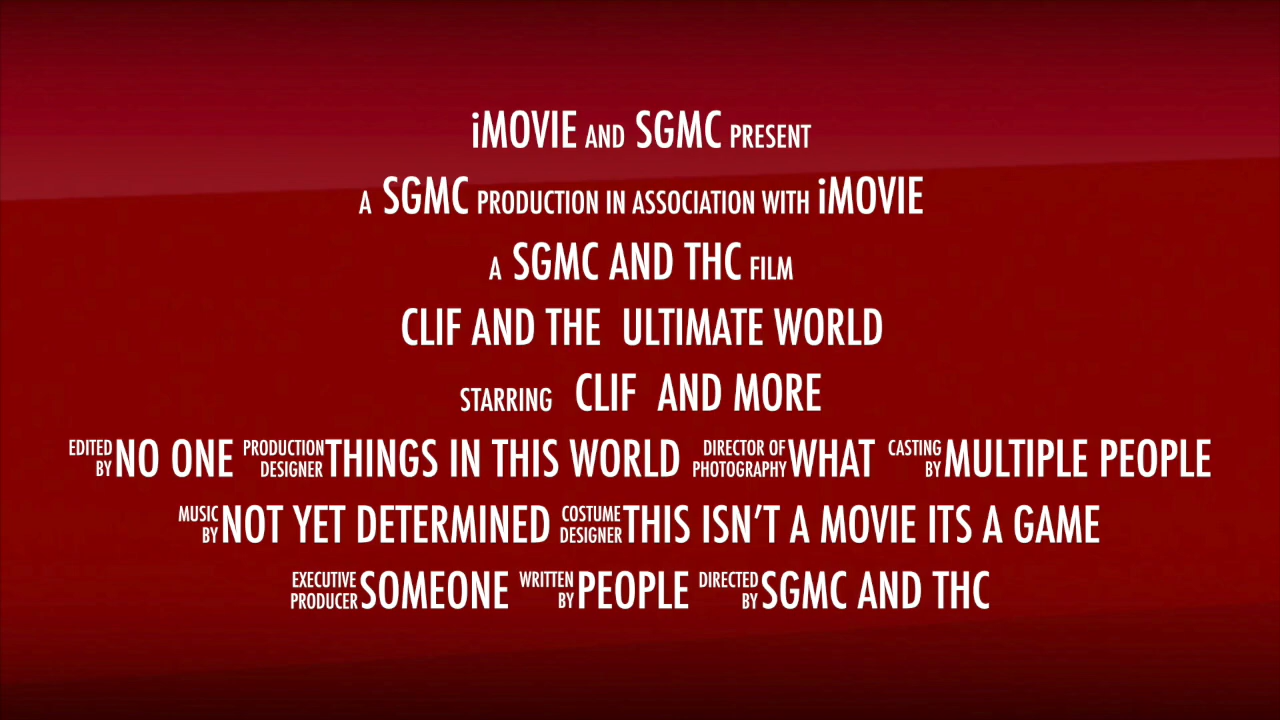 iMOVIE AND SGMC PRESENT
A SGMC PRODUCTION IN ASSOCIATION WITH iMOVIE
A SGMC AND THC FILM
CLIF AND THE ULTIMATE WORLD
STARRING CLIF AND MORE
EDITED BY NO ONE PRODUCTION DESIGNER THINGS IN THIS WORLD DIRECTOR OF PHOTOGRAPHY WHAT CASTING BY MULTIPLE PEOPLE
MUSIC BY NOT YET DETERMINED COSTUME DESIGNER THIS ISN'T A MOVIE ITS A GAME
EXECUTIVE PRODUCER SOMEONE WRITTEN BY PEOPLE DIRECTED BY SGMC AND THC